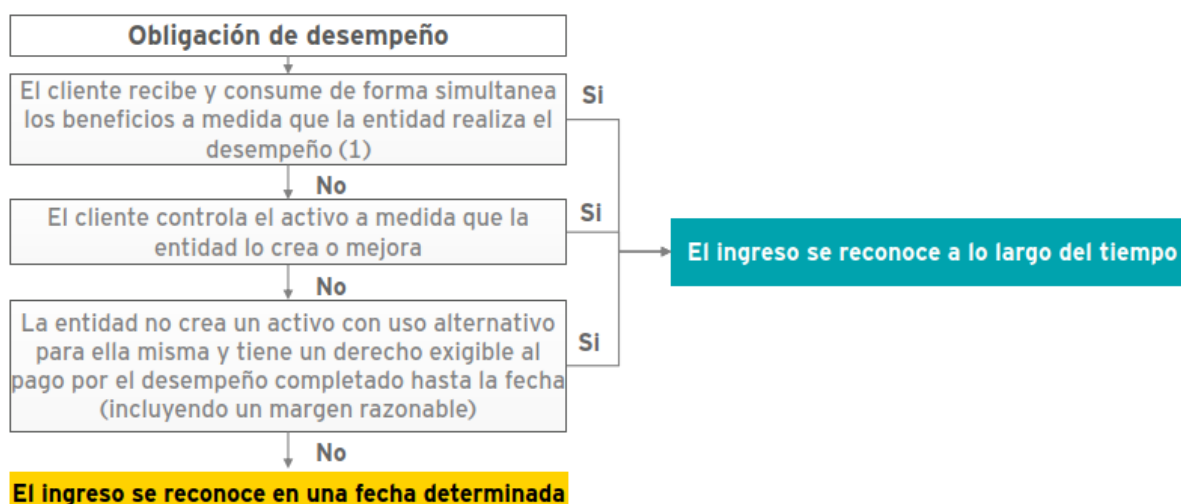 Obligación de desempeño
El cliente recibe y consume de forma simultanea
los beneficios a medida que la entidad realiza el
desempeño (1)
Si
No
El cliente controla el activo a medida que la
entidad lo crea o mejora
Si
El ingreso se reconoce a lo largo del tiempo
No
La entidad no crea un activo con uso alternativo
para ella misma y tiene un derecho exigible al
pago por el desempeño completado hasta la fecha
(incluyendo un margen razonable)
Si
No
El ingreso se reconoce en una fecha determinada